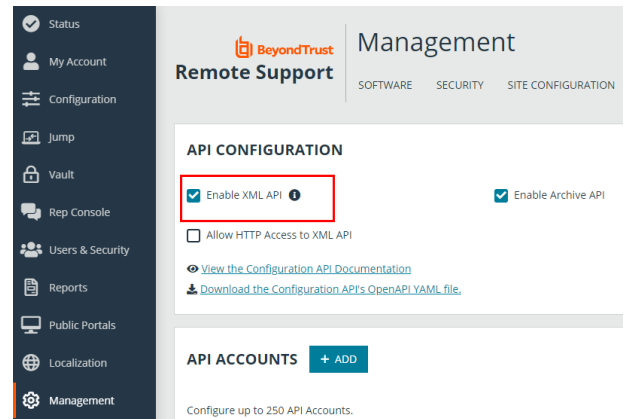 Status
My Account
Configuration
Jump
Vault
Rep Console
Users & Security
Reports
Public Portals
Localization
Management
BeyondTrust
Remote Support
Management
SOFTWARE SECURITY SITE CONFIGURATION
API CONFIGURATION
Enable XML API
Enable Archive API
Allow HTTP Access to XML API
View the Configuration API Documentation
Download the Configuration API's OpenAPI YAML file.
API ACCOUNTS + ADD
Configure up to 250 API Accounts.